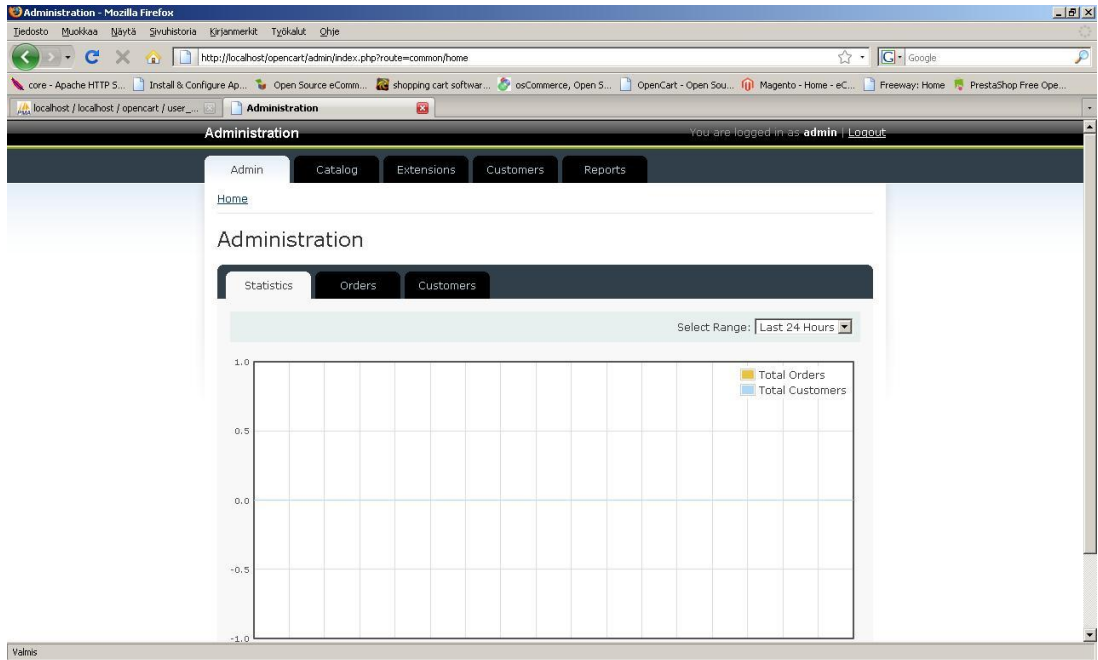 Administration - Mozilla Firefox
Tiedosto Muokkaa Näytä Sivuhistoria Kirjanmerkit Työkalut Ohje
http://localhost/opencart/admin/index.php?route=common/home
G Google
core - Apache HTTP S... Install & Configure Ap... Open Source eComm... shopping cart softwar... osCommerce, Open S... OpenCart - Open Sou... Magento - Home - eC... Freeway: Home PrestaShop Free Ope...
PMA localhost / localhost / opencart / user_... Administration
Administration You are logged in as admin | Logout
Admin Catalog Extensions Customers Reports
Home
Administration
Statistics Orders Customers
Select Range: Last 24 Hours
1.0
Total Orders
Total Customers
0.5
0.0
-0.5
-1.0
Valmis